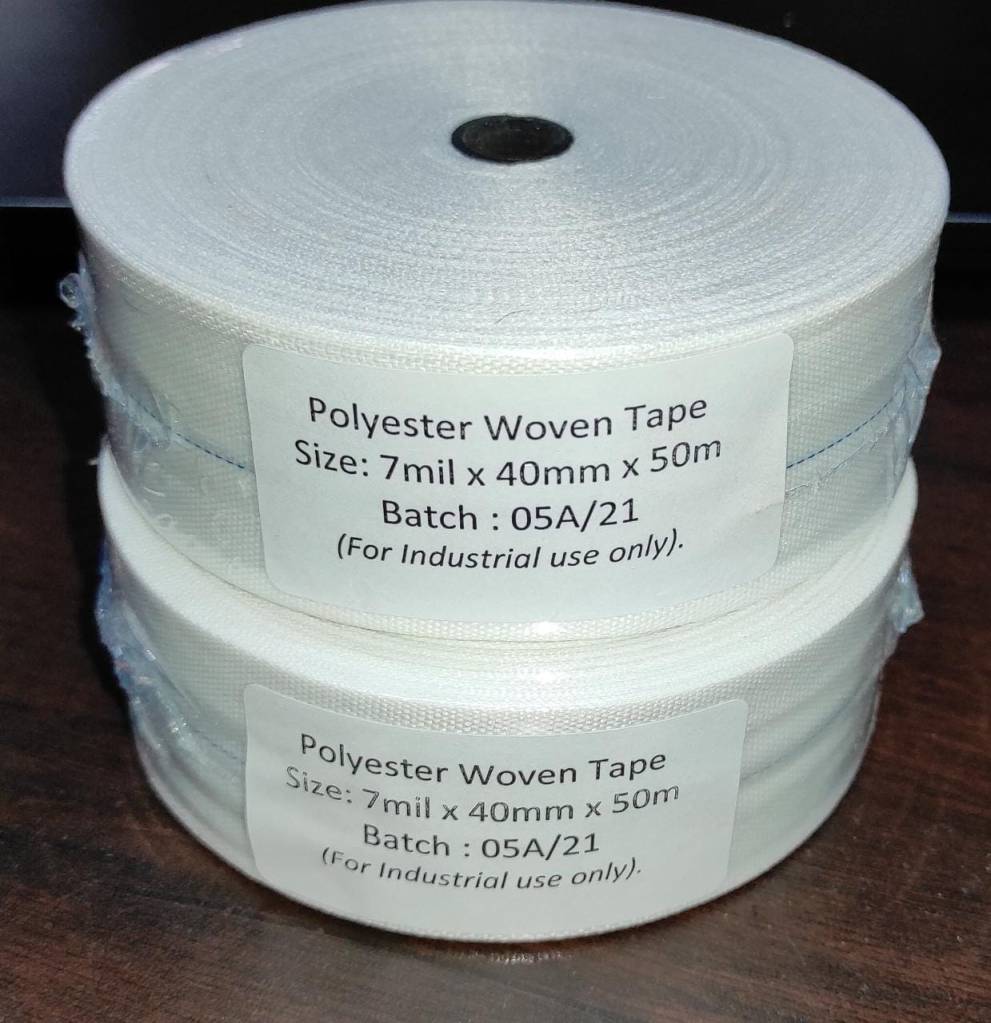 Polyester Woven Tape
Size: 7mil x 40mm x 50m
Batch : 05A/21
(For Industrial use only).
Polyester Woven Tape
Size: 7mil x 40mm x 50m
Batch : 05A/21
(For Industrial use only).